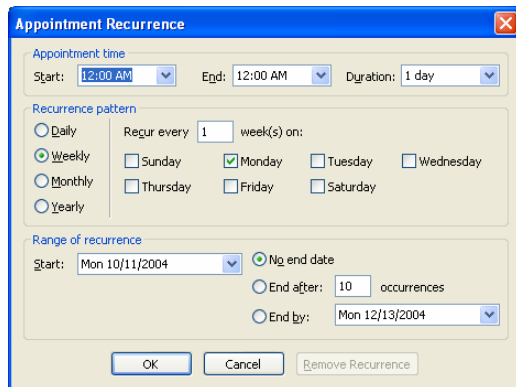 Appointment Recurrence
Appointment time
Start: 12:00 AM End: 12:00 AM Duration: 1 day
Recurrence pattern
Daily Recur every 1 week(s) on:
Weekly Sunday Monday Tuesday Wednesday
Monthly Thursday Friday Saturday
Yearly
Range of recurrence
Start: Mon 10/11/2004 No end date
End after: 10 occurrences
End by: Mon 12/13/2004
OK Cancel Remove Recurrence